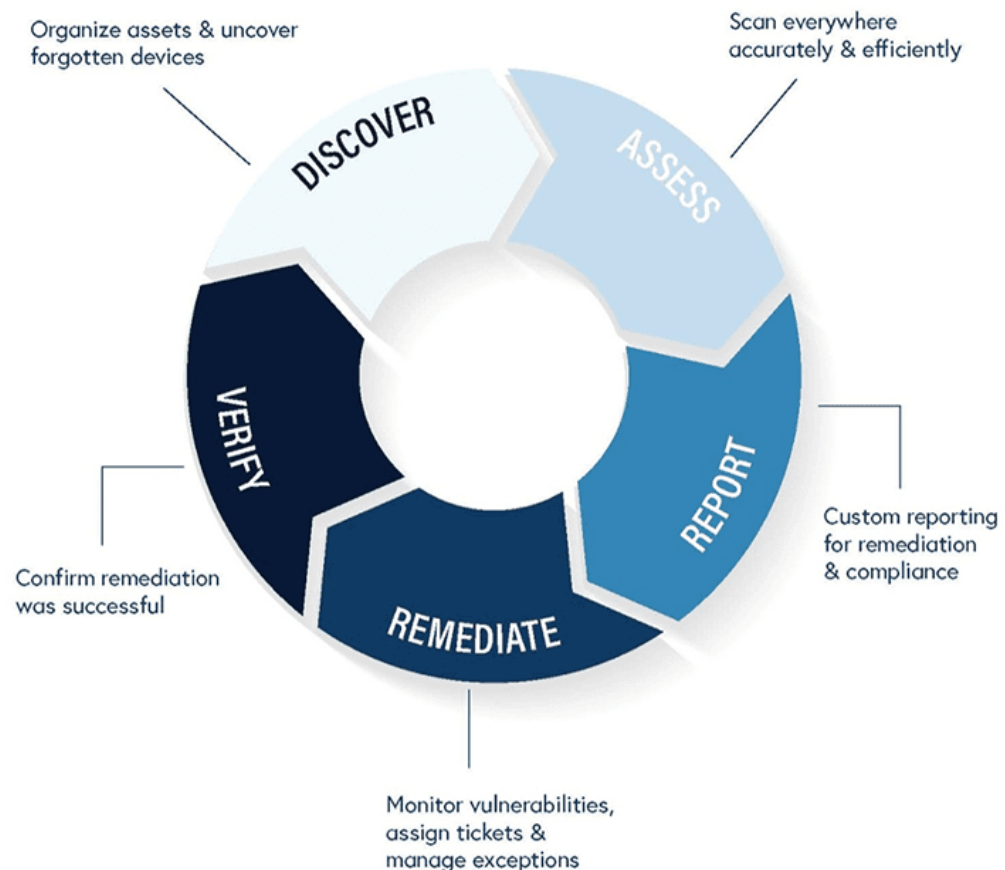 Organize assets & uncover
forgotten devices
Scan everywhere
accurately & efficiently
DISCOVER
ASSESS
VERIFY
REPORT
Custom reporting
for remediation
& compliance
Confirm remediation
was successful
REMEDIATE
Monitor vulnerabilities,
assign tickets &
manage exceptions